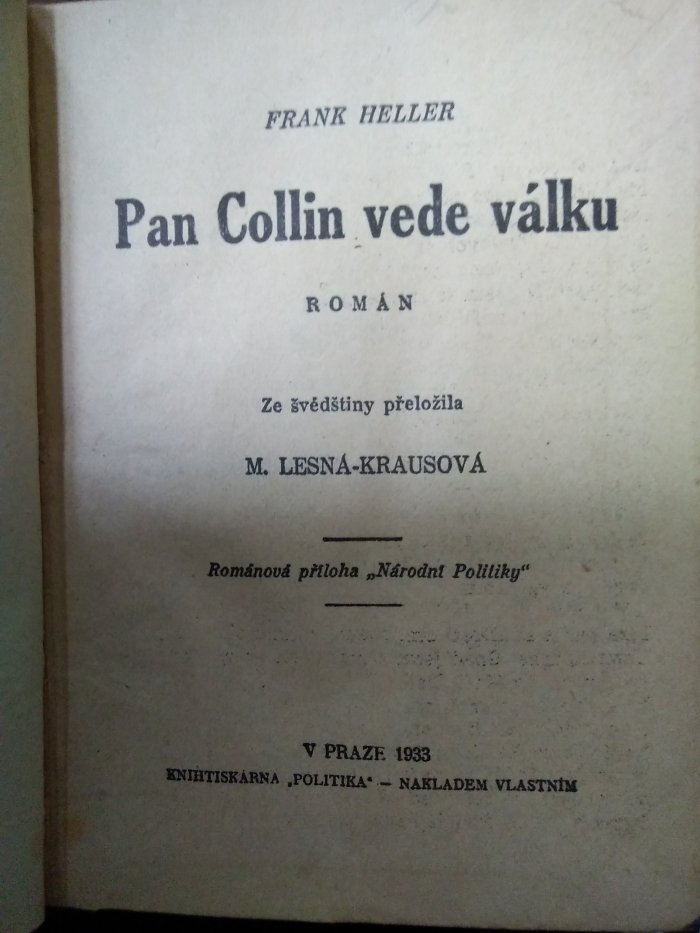 FRANK HELLER
Pan Collin vede válku
ROMÁN
Ze švédštiny přeložila
M. LESNÁ-KRAUSOVÁ
Románová příloha „Národní Politiky“
V PRAZE 1933
KNIHTISKÁRNA „POLITIKA“ — NAKLADEM VLASTNÍM